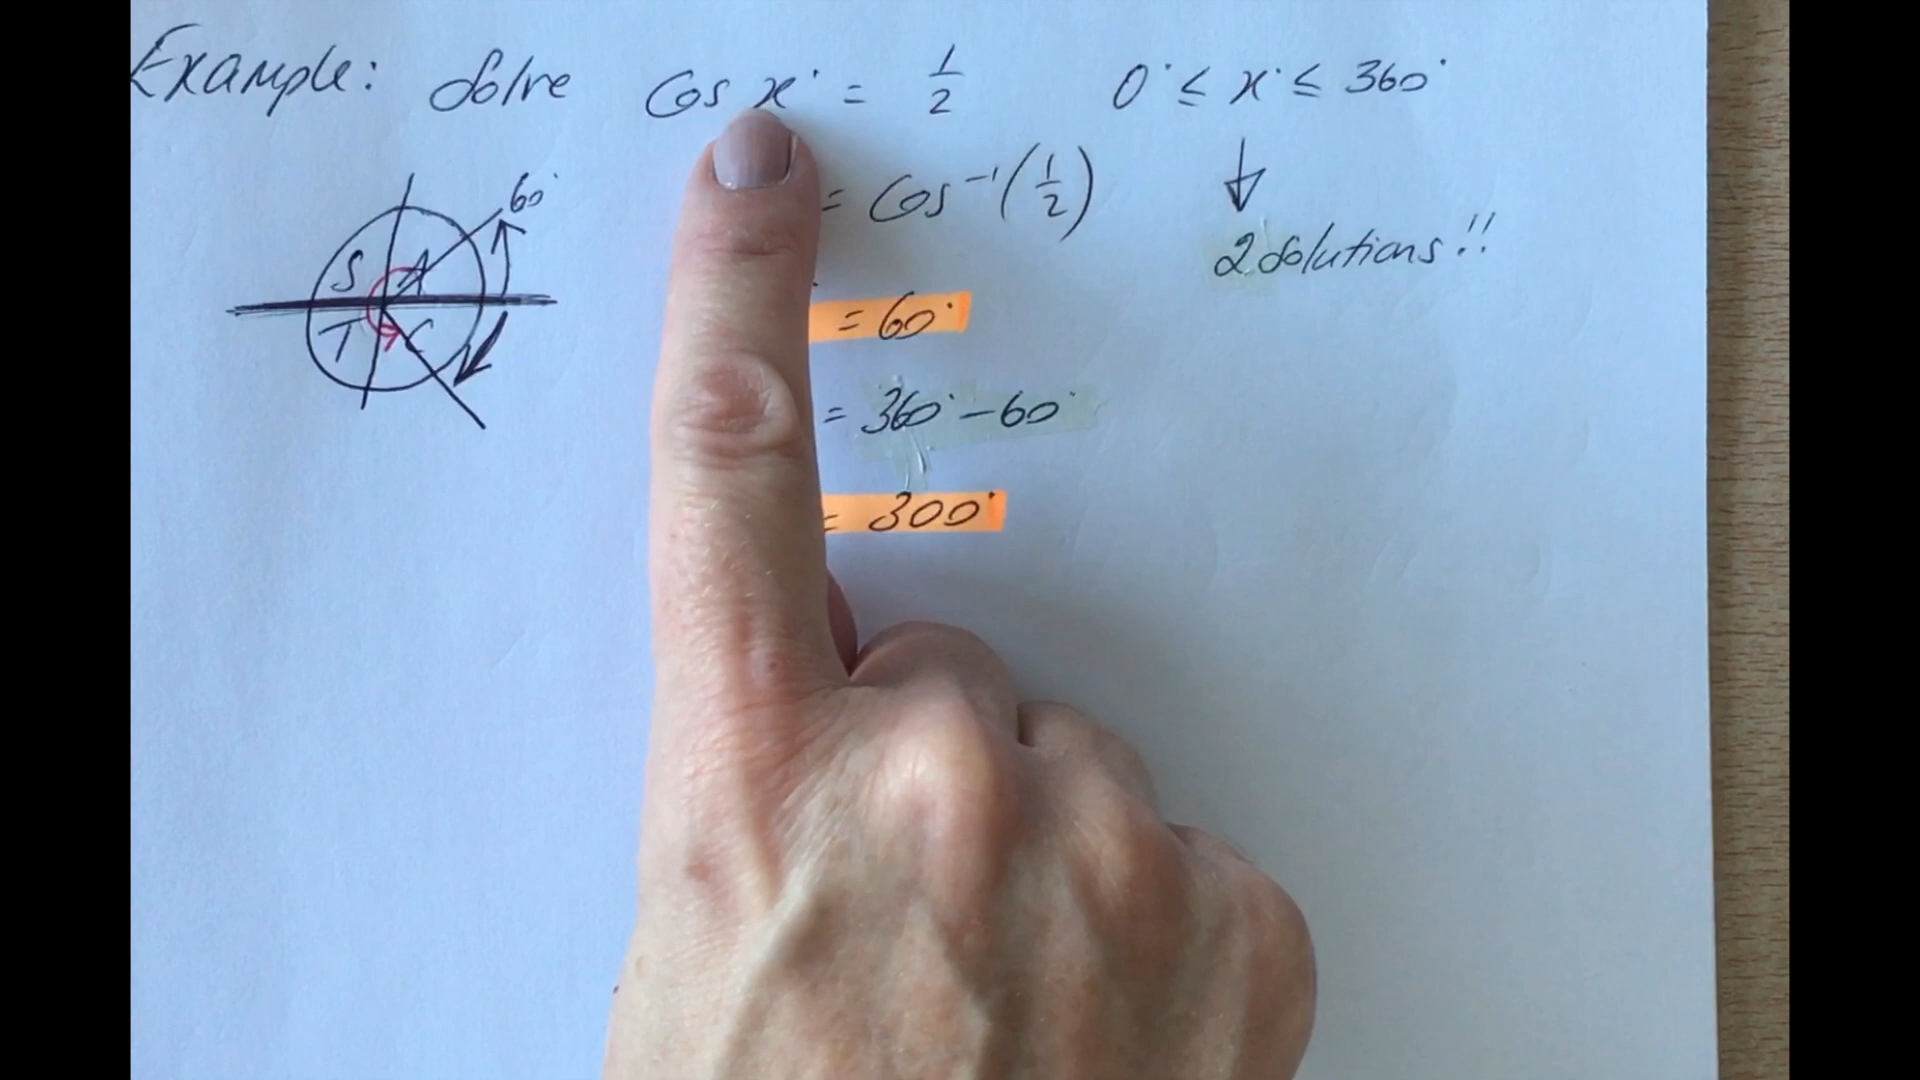 Example: Solve Cos x° = 1/2 0° ≤ x° ≤ 360°
60°
= Cos⁻¹(1/2)
2 solutions!!
S A
T C
= 60°
= 360° - 60°
= 300°